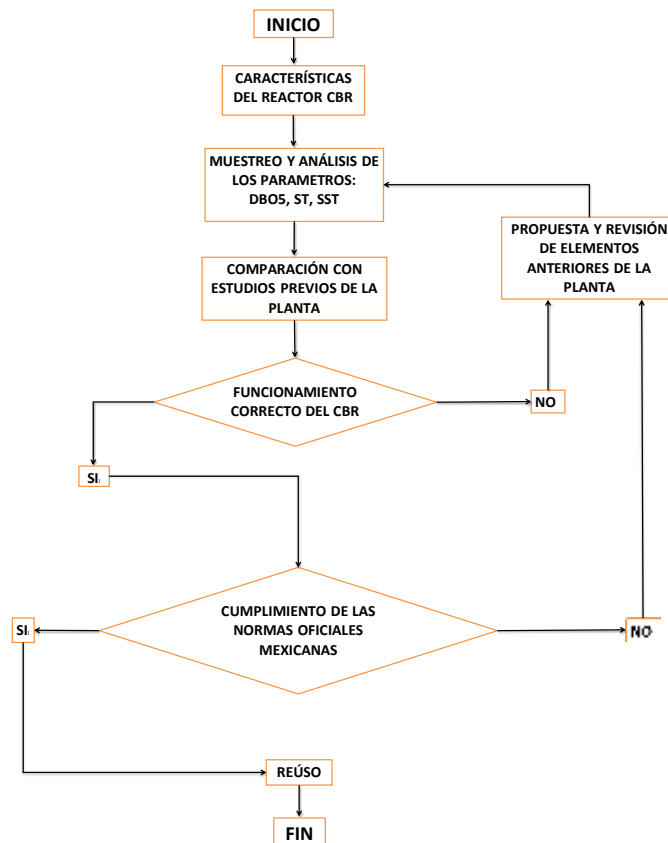 INICIO
CARACTERÍSTICAS
DEL REACTOR CBR
MUESTREO Y ANÁLISIS DE
LOS PARAMETROS:
DBO5, ST, SST
PROPUESTA Y REVISIÓN
DE ELEMENTOS
ANTERIORES DE LA
PLANTA
COMPARACIÓN CON
ESTUDIOS PREVIOS DE LA
PLANTA
FUNCIONAMIENTO
CORRECTO DEL CBR
NO
SI
CUMPLIMIENTO DE LAS
NORMAS OFICIALES
MEXICANAS
SI
NO
REÚSO
FIN